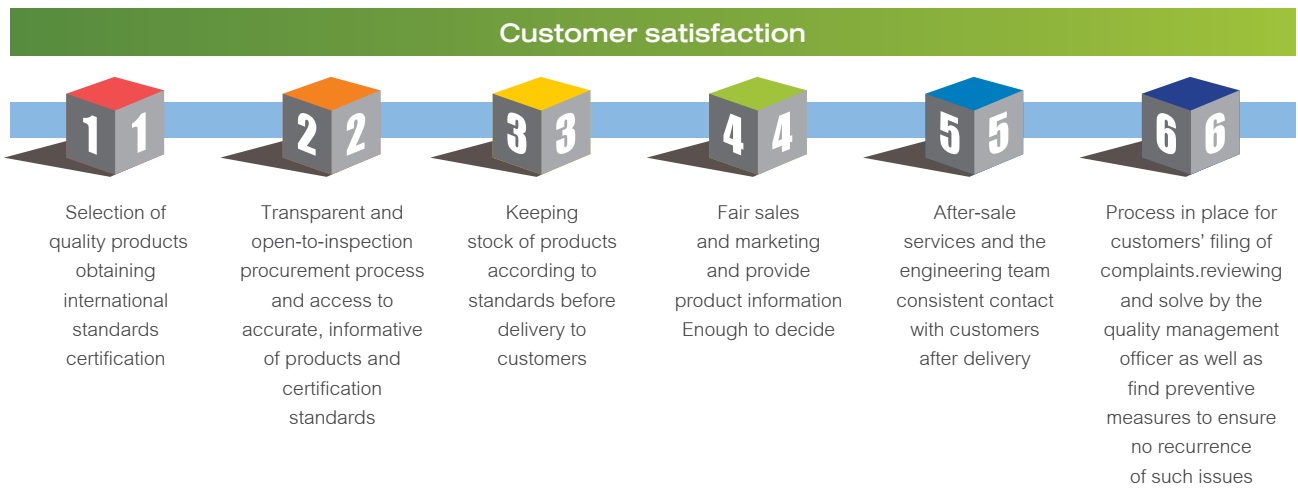 Customer satisfaction
1 1
2 2
3 3
4 4
5 5
6 6
Selection of
quality products
obtaining
international
standards
certification
Transparent and
open-to-inspection
procurement process
and access to
accurate, informative
of products and
certification
standards
Keeping
stock of products
according to
standards before
delivery to
customers
Fair sales
and marketing
and provide
product information
Enough to decide
After-sale
services and the
engineering team
consistent contact
with customers
after delivery
Process in place for
customers’ filing of
complaints.reviewing
and solve by the
quality management
officer as well as
find preventive
measures to ensure
no recurrence
of such issues